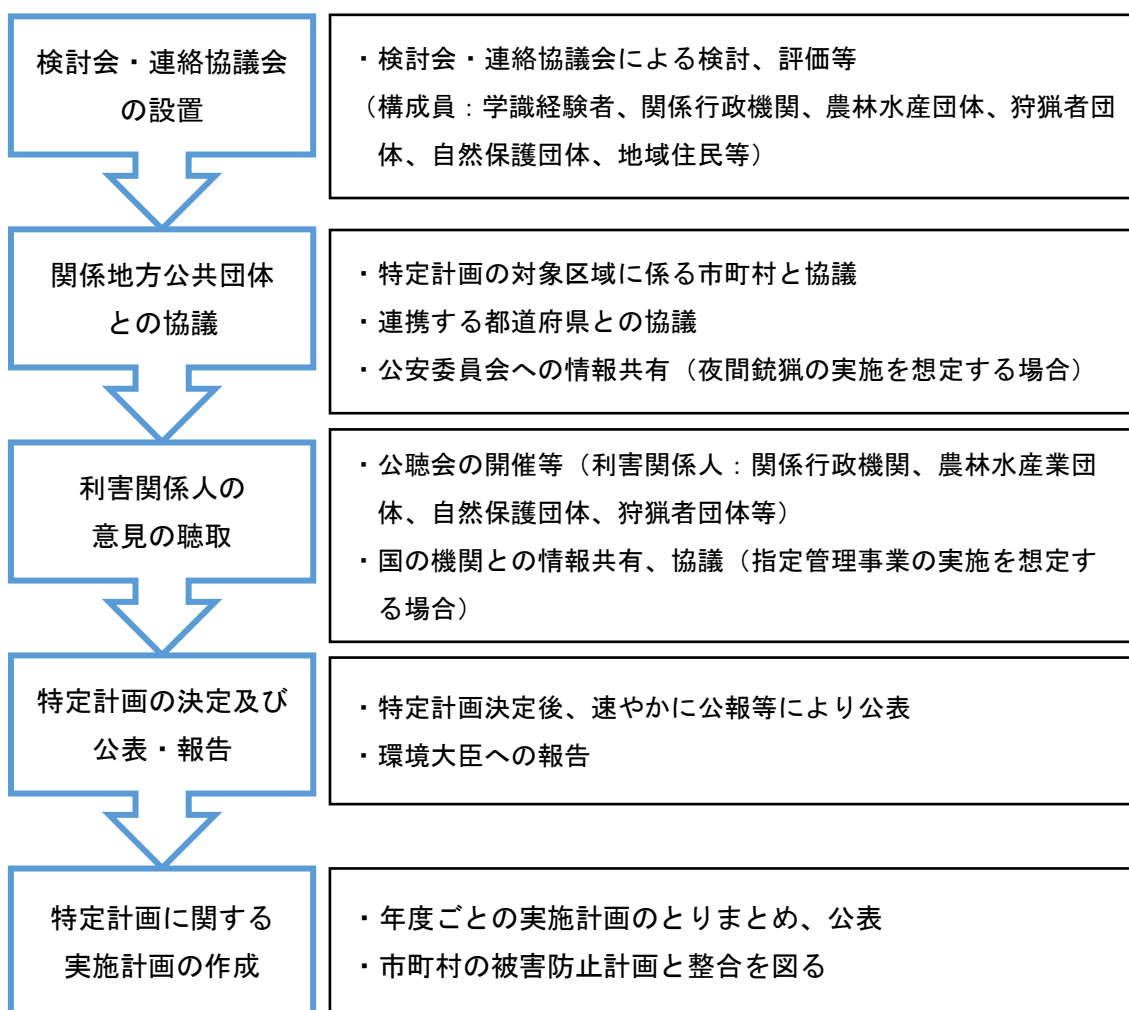 検討会・連絡協議会
の設置
・検討会・連絡協議会による検討、評価等
（構成員：学識経験者、関係行政機関、農林水産団体、狩猟者団
体、自然保護団体、地域住民等）
関係地方公共団体
との協議
・特定計画の対象区域に係る市町村と協議
・連携する都道府県との協議
・公安委員会への情報共有（夜間銃猟の実施を想定する場合）
利害関係人の
意見の聴取
・公聴会の開催等（利害関係人：関係行政機関、農林水産業団
体、自然保護団体、狩猟者団体等）
・国の機関との情報共有、協議（指定管理事業の実施を想定す
る場合）
特定計画の決定及び
公表・報告
・特定計画決定後、速やかに公報等により公表
・環境大臣への報告
特定計画に関する
実施計画の作成
・年度ごとの実施計画のとりまとめ、公表
・市町村の被害防止計画と整合を図る